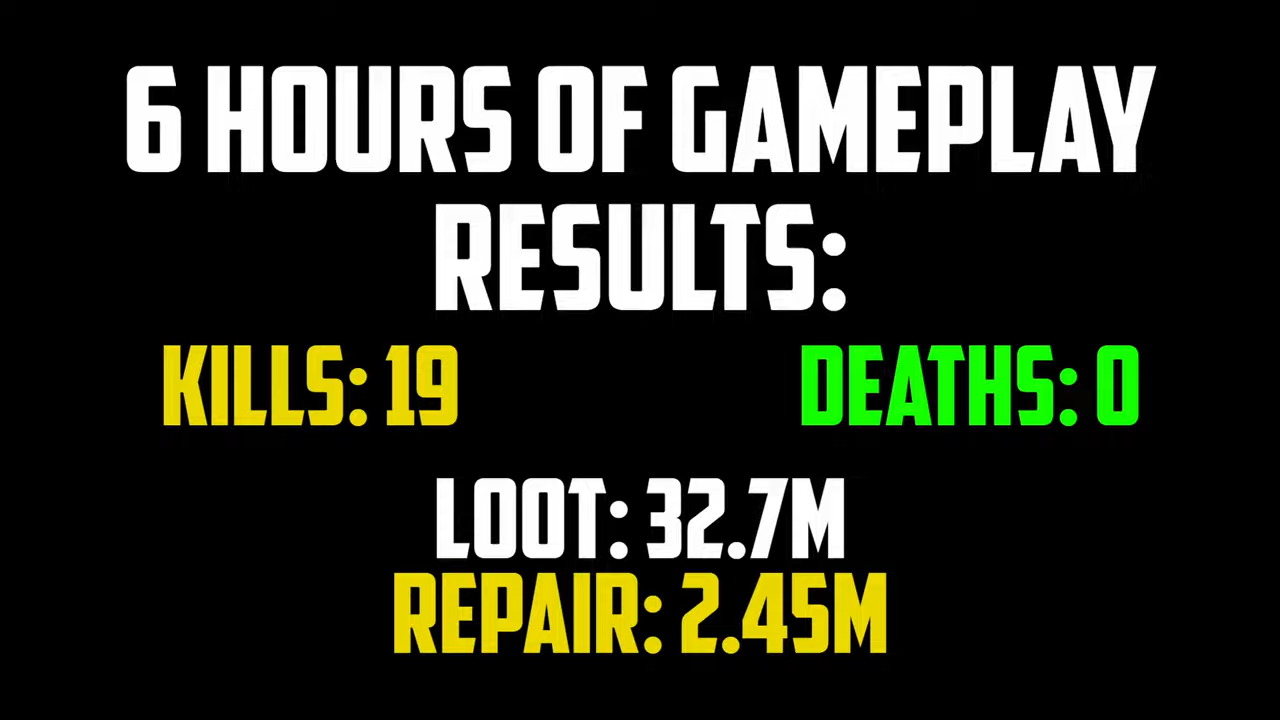 6 HOURS OF GAMEPLAY
RESULTS:
KILLS: 19
DEATHS: 0
LOOT: 32.7M
REPAIR: 2.45M